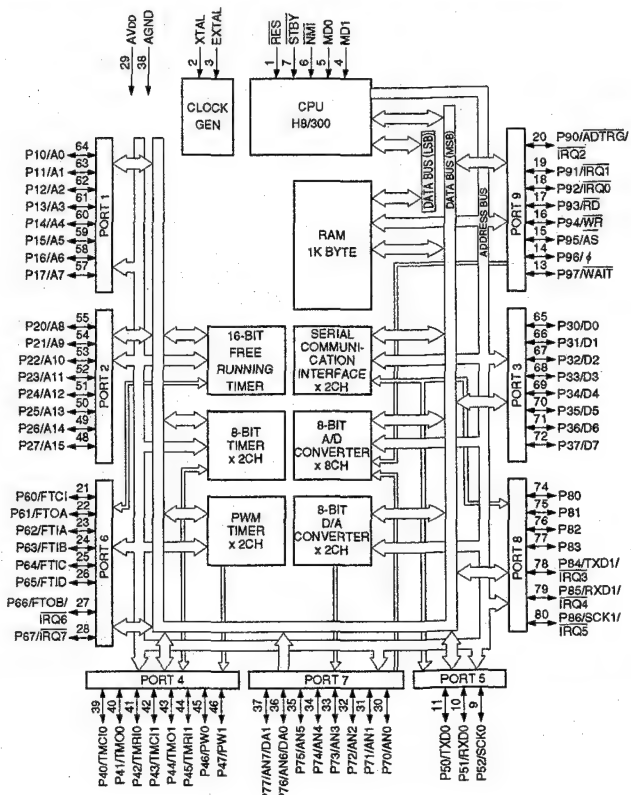 29 AVDD
38 AGND
2 XTAL
3 EXTAL
1 RES
7 STBY
6 NMI
5 MD0
4 MD1
CLOCK
GEN
CPU
H8/300
RAM
1K BYTE
DATA BUS (LSB)
DATA BUS (MSB)
ADDRESS BUS
P10/A0 64
P11/A1 63
P12/A2 62
P13/A3 61
P14/A4 60
P15/A5 59
P16/A6 58
P17/A7 57
PORT 1
P20/A8 55
P21/A9 54
P22/A10 53
P23/A11 52
P24/A12 51
P25/A13 50
P26/A14 49
P27/A15 48
PORT 2
P60/FTCI 21
P61/FTOA 22
P62/FTIA 23
P63/FTIB 24
P64/FTIC 25
P65/FTID 26
P66/FTOB/ 27
IRQ6
P67/IRQ7 28
PORT 6
16-BIT
FREE
RUNNING
TIMER
SERIAL
COMMUNI-
CATION
INTERFACE
x 2CH
8-BIT
TIMER
x 2CH
8-BIT
A/D
CONVERTER
x 8CH
PWM
TIMER
x 2CH
8-BIT
D/A
CONVERTER
x 2CH
PORT 9
20 P90/ADTRG/
IRQ2
19 P91/IRQ1
18 P92/IRQ0
17 P93/RD
16 P94/WR
15 P95/AS
14 P96/ϕ
13 P97/WAIT
PORT 3
65 P30/D0
66 P31/D1
67 P32/D2
68 P33/D3
69 P34/D4
70 P35/D5
71 P36/D6
72 P37/D7
PORT 8
74 P80
75 P81
76 P82
77 P83
78 P84/TXD1/
IRQ3
79 P85/RXD1/
IRQ4
80 P86/SCK1/
IRQ5
PORT 4
39 P40/TMCI0
40 P41/TMO0
41 P42/TMRI0
42 P43/TMCI1
43 P44/TMO1
44 P45/TMRI1
45 P46/PW0
46 P47/PW1
PORT 7
37 P77/AN7/DA1
36 P76/AN6/DA0
35 P75/AN5
34 P74/AN4
33 P73/AN3
32 P72/AN2
31 P71/AN1
30 P70/AN0
PORT 5
11 P50/TXD0
10 P51/RXD0
9 P52/SCK0